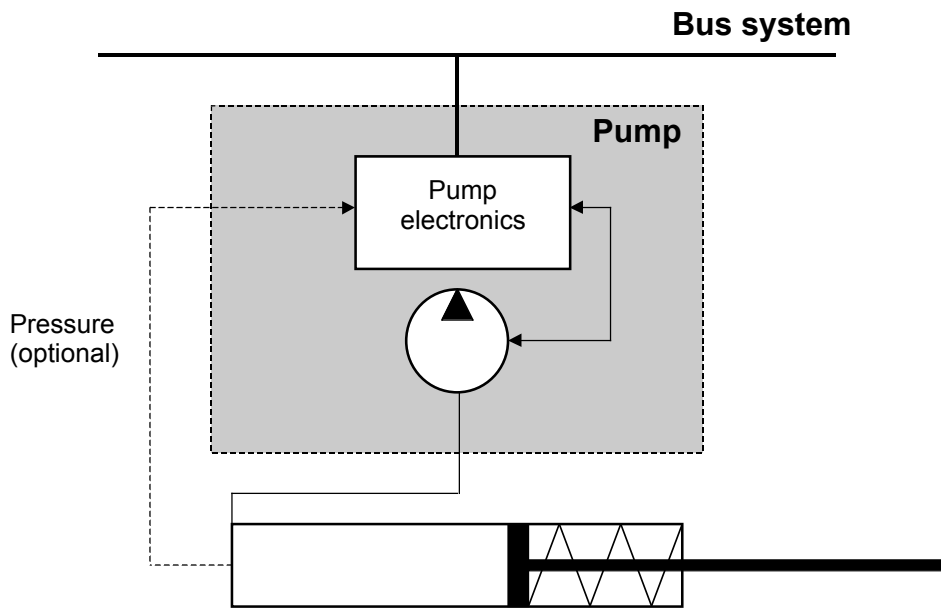 Bus system
Pump
Pump
electronics
Pressure
(optional)